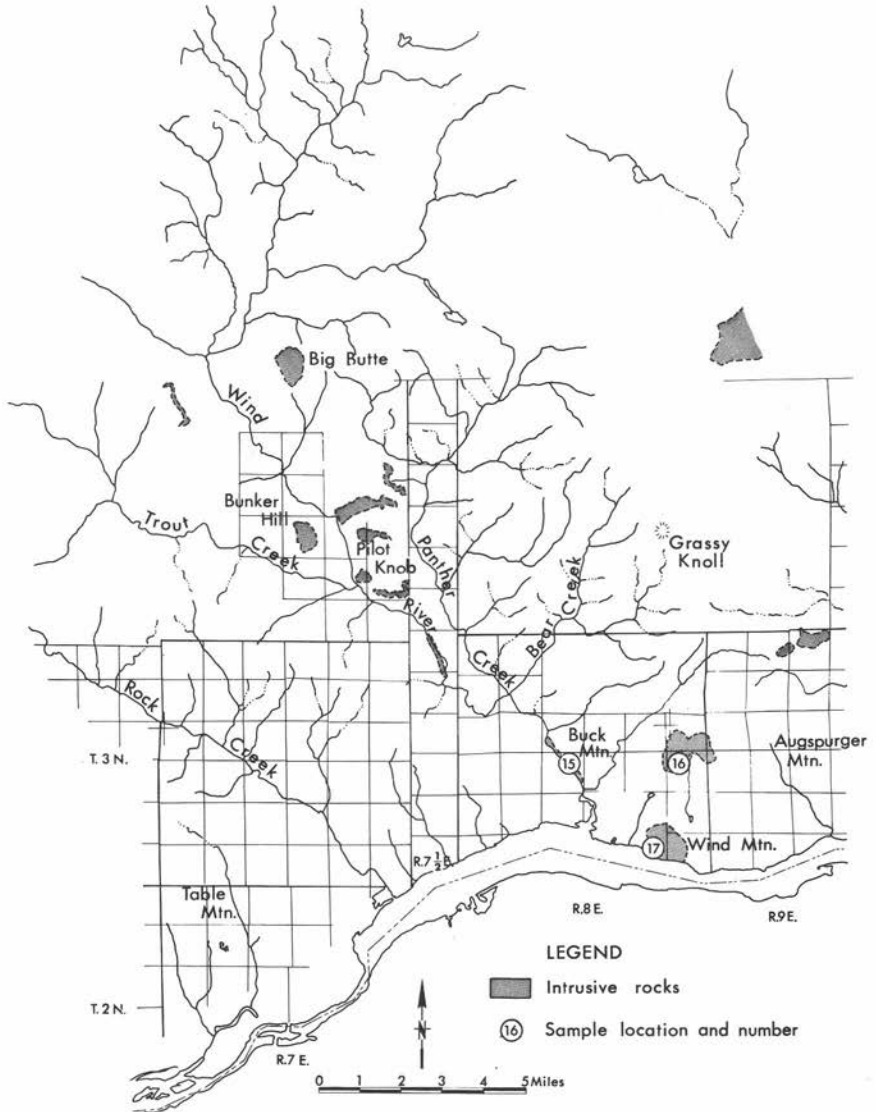 Big Butte
Wind
Bunker
Hill
Trout
Creek
Pilot
Knob
Panther
River
Grassy
Knoll
Bear Creek
Creek
Rock
Creek
T. 3 N.
Buck
Mtn.
15
16
Augspurger
Mtn.
17
Wind Mtn.
R.7 1/2 E.
Table
Mtn.
R.8 E.
R.9 E.
LEGEND
Intrusive rocks
16 Sample location and number
T. 2 N.
N
R.7 E.
0 1 2 3 4 5 Miles